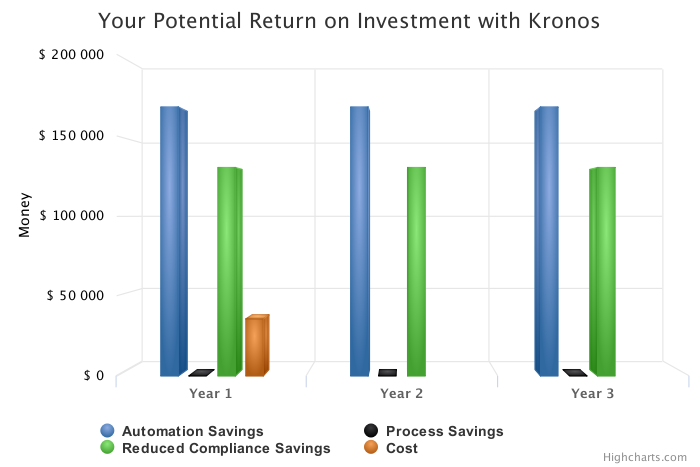 Your Potential Return on Investment with Kronos
$ 200 000
$ 150 000
$ 100 000
$ 50 000
$ 0
Money
Year 1
Year 2
Year 3
Automation Savings
Process Savings
Reduced Compliance Savings
Cost
Highcharts.com